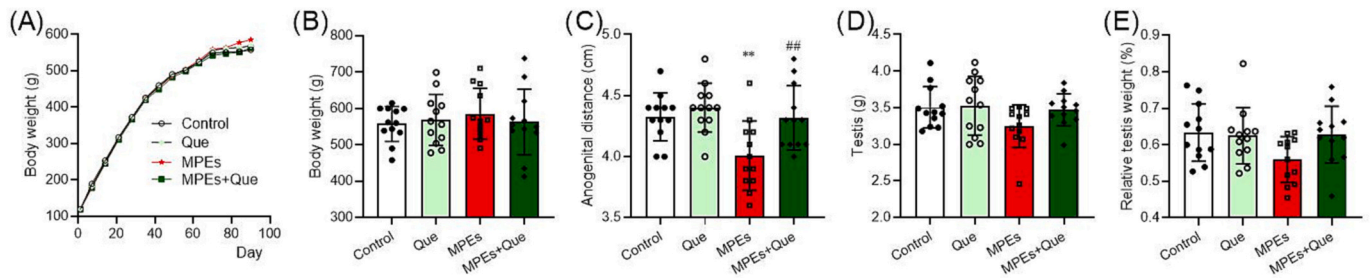 (A)
Body weight (g)
600
500
400
300
200
100
0
20
40
60
80
100
Day
Control
Que
MPEs
MPEs+Que
(B)
Body weight (g)
800
700
600
500
400
300
Control
Que
MPEs
MPEs+Que
(C)
Anogenital distance (cm)
5.0
4.5
4.0
3.5
**
##
Control
Que
MPEs
MPEs+Que
(D)
Testis (g)
4.5
4.0
3.5
3.0
2.5
2.0
Control
Que
MPEs
MPEs+Que
(E)
Relative testis weight (%)
0.9
0.8
0.7
0.6
0.5
0.4
Control
Que
MPEs
MPEs+Que